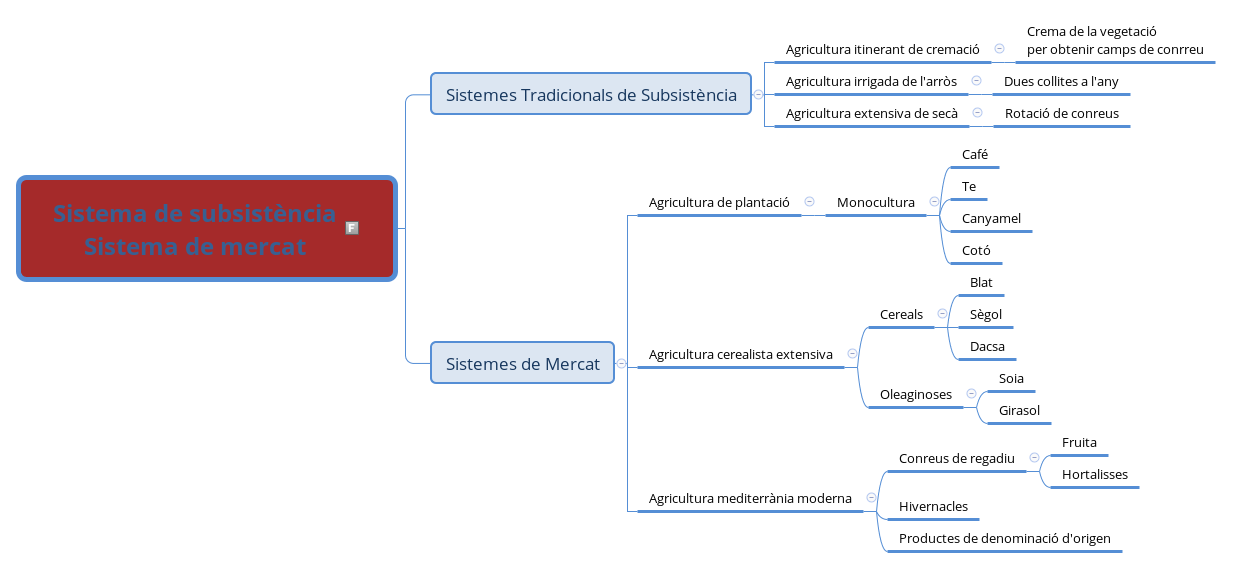 Sistema de subsistència
Sistema de mercat
F
Sistemes Tradicionals de Subsistència
Agricultura itinerant de cremació
Crema de la vegetació
per obtenir camps de conrreu
Agricultura irrigada de l'arròs
Dues collites a l'any
Agricultura extensiva de secà
Rotació de conreus
Sistemes de Mercat
Agricultura de plantació
Monocultura
Café
Te
Canyamel
Cotó
Agricultura cerealista extensiva
Cereals
Blat
Sègol
Dacsa
Oleaginoses
Soia
Girasol
Agricultura mediterrània moderna
Conreus de regadiu
Fruita
Hortalisses
Hivernacles
Productes de denominació d'origen